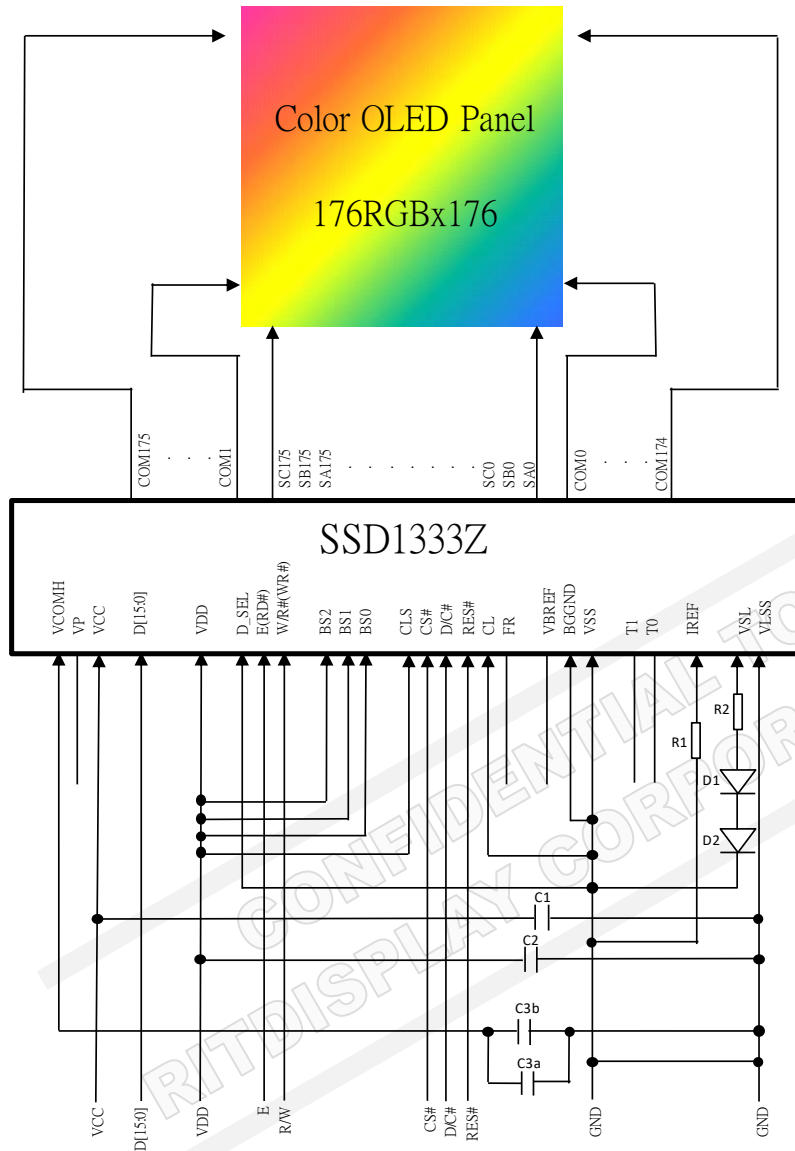 Color OLED Panel
176RGBx176
COM175
.
.
.
COM1
SC175
SB175
SA175
.
.
.
.
.
.
.
SC0
SB0
SA0
COM0
.
.
.
COM174
SSD1333Z
VCOMH
VP
VCC
D[15:0]
VDD
D_SEL
E(RD#)
W/R#(WR#)
BS2
BS1
BS0
CLS
CS#
D/C#
RES#
CL
FR
VBREF
BGGND
VSS
T1
T0
IREF
VSL
VLSS
R2
R1
D1
D2
C1
C2
C3b
C3a
VCC
D[15:0]
VDD
E
R/W
CS#
D/C#
RES#
GND
GND
CONFIDENTIAL TO
RITDISPLAY CORPOR